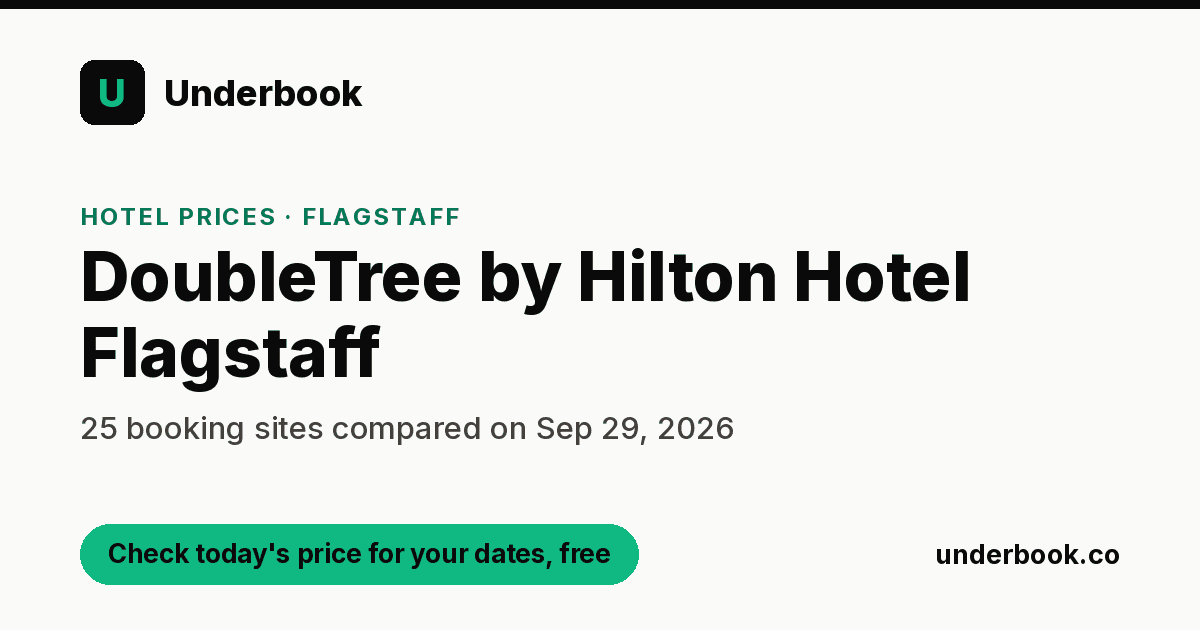 U
Underbook
HOTEL PRICES · FLAGSTAFF
DoubleTree by Hilton Hotel
Flagstaff
25 booking sites compared on Sep 29, 2026
Check today's price for your dates, free
underbook.co